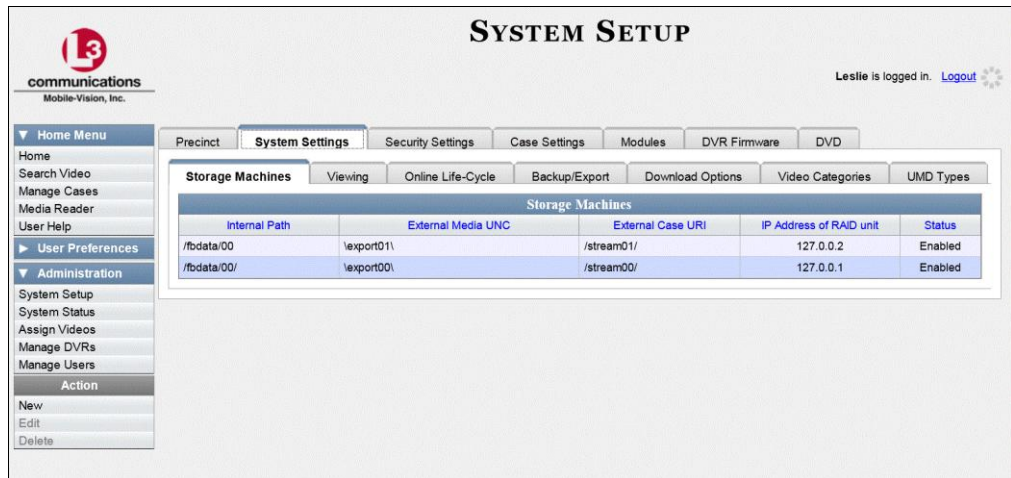 SYSTEM SETUP
L3
communications
Mobile-Vision, Inc.
Leslie is logged in. Logout
▼ Home Menu
Home
Search Video
Manage Cases
Media Reader
User Help
► User Preferences
▼ Administration
System Setup
System Status
Assign Videos
Manage DVRs
Manage Users
Action
New
Edit
Delete
Precinct System Settings Security Settings Case Settings Modules DVR Firmware DVD
Storage Machines Viewing Online Life-Cycle Backup/Export Download Options Video Categories UMD Types
Storage Machines
Internal Path External Media UNC External Case URI IP Address of RAID unit Status
/fbdata/00 \export01\ /stream01/ 127.0.0.2 Enabled
/fbdata/00/ \export00\ /stream00/ 127.0.0.1 Enabled